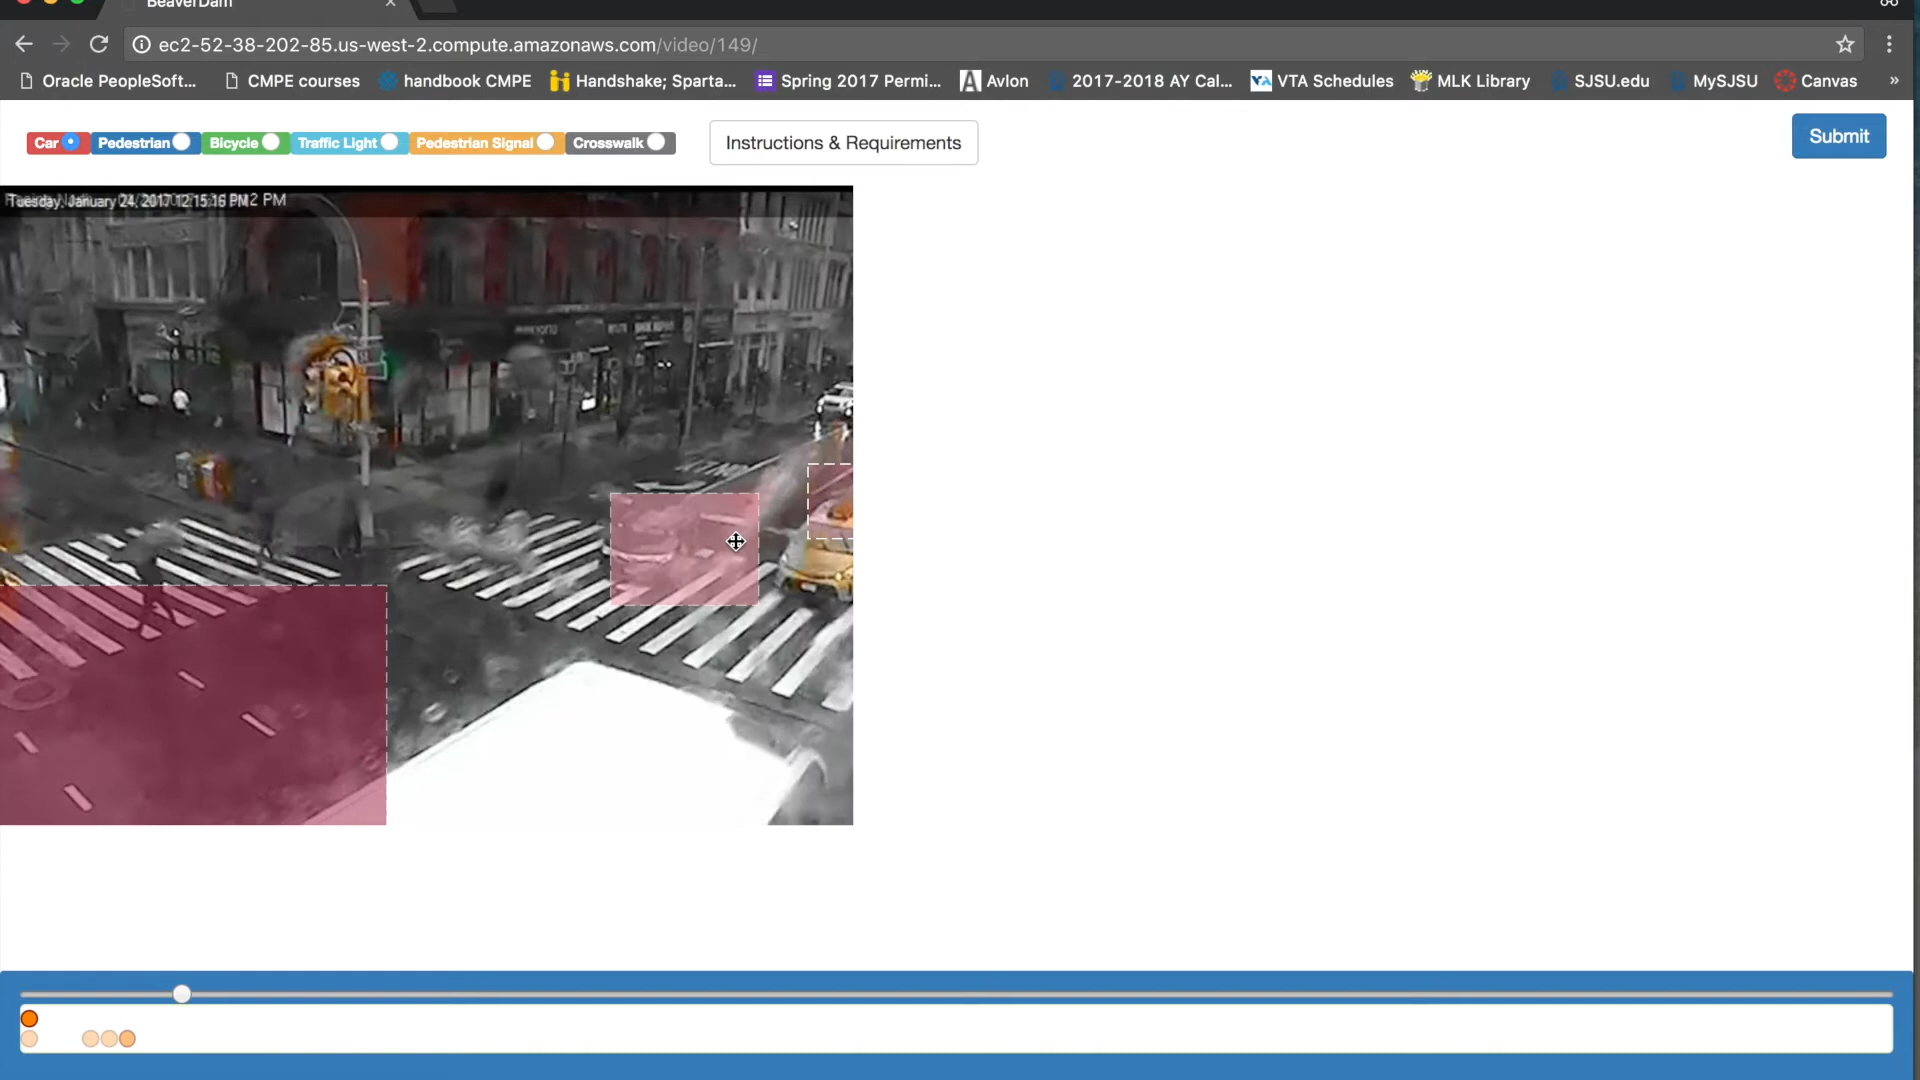 BeaverDam
ec2-52-38-202-85.us-west-2.compute.amazonaws.com/video/149/
Oracle PeopleSoft... CMPE courses handbook CMPE Handshake; Sparta... Spring 2017 Permi... Avlon 2017-2018 AY Cal... VTA Schedules MLK Library SJSU.edu MySJSU Canvas »
Car Pedestrian Bicycle Traffic Light Pedestrian Signal Crosswalk Instructions & Requirements Submit
Tuesday, January 24, 2017 12:15:16 PM